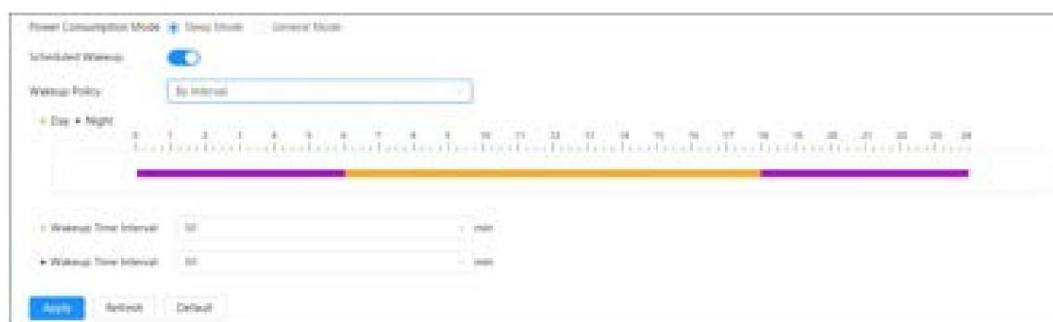 Power Consumption Mode Sleep Mode General Mode
Scheduled Wakeup
Wakeup Policy By Interval
Day Night
0 1 2 3 4 5 6 7 8 9 10 11 12 13 14 15 16 17 18 19 20 21 22 23 24
Wakeup Time Interval min
Wakeup Time Interval min
Apply Refresh Default